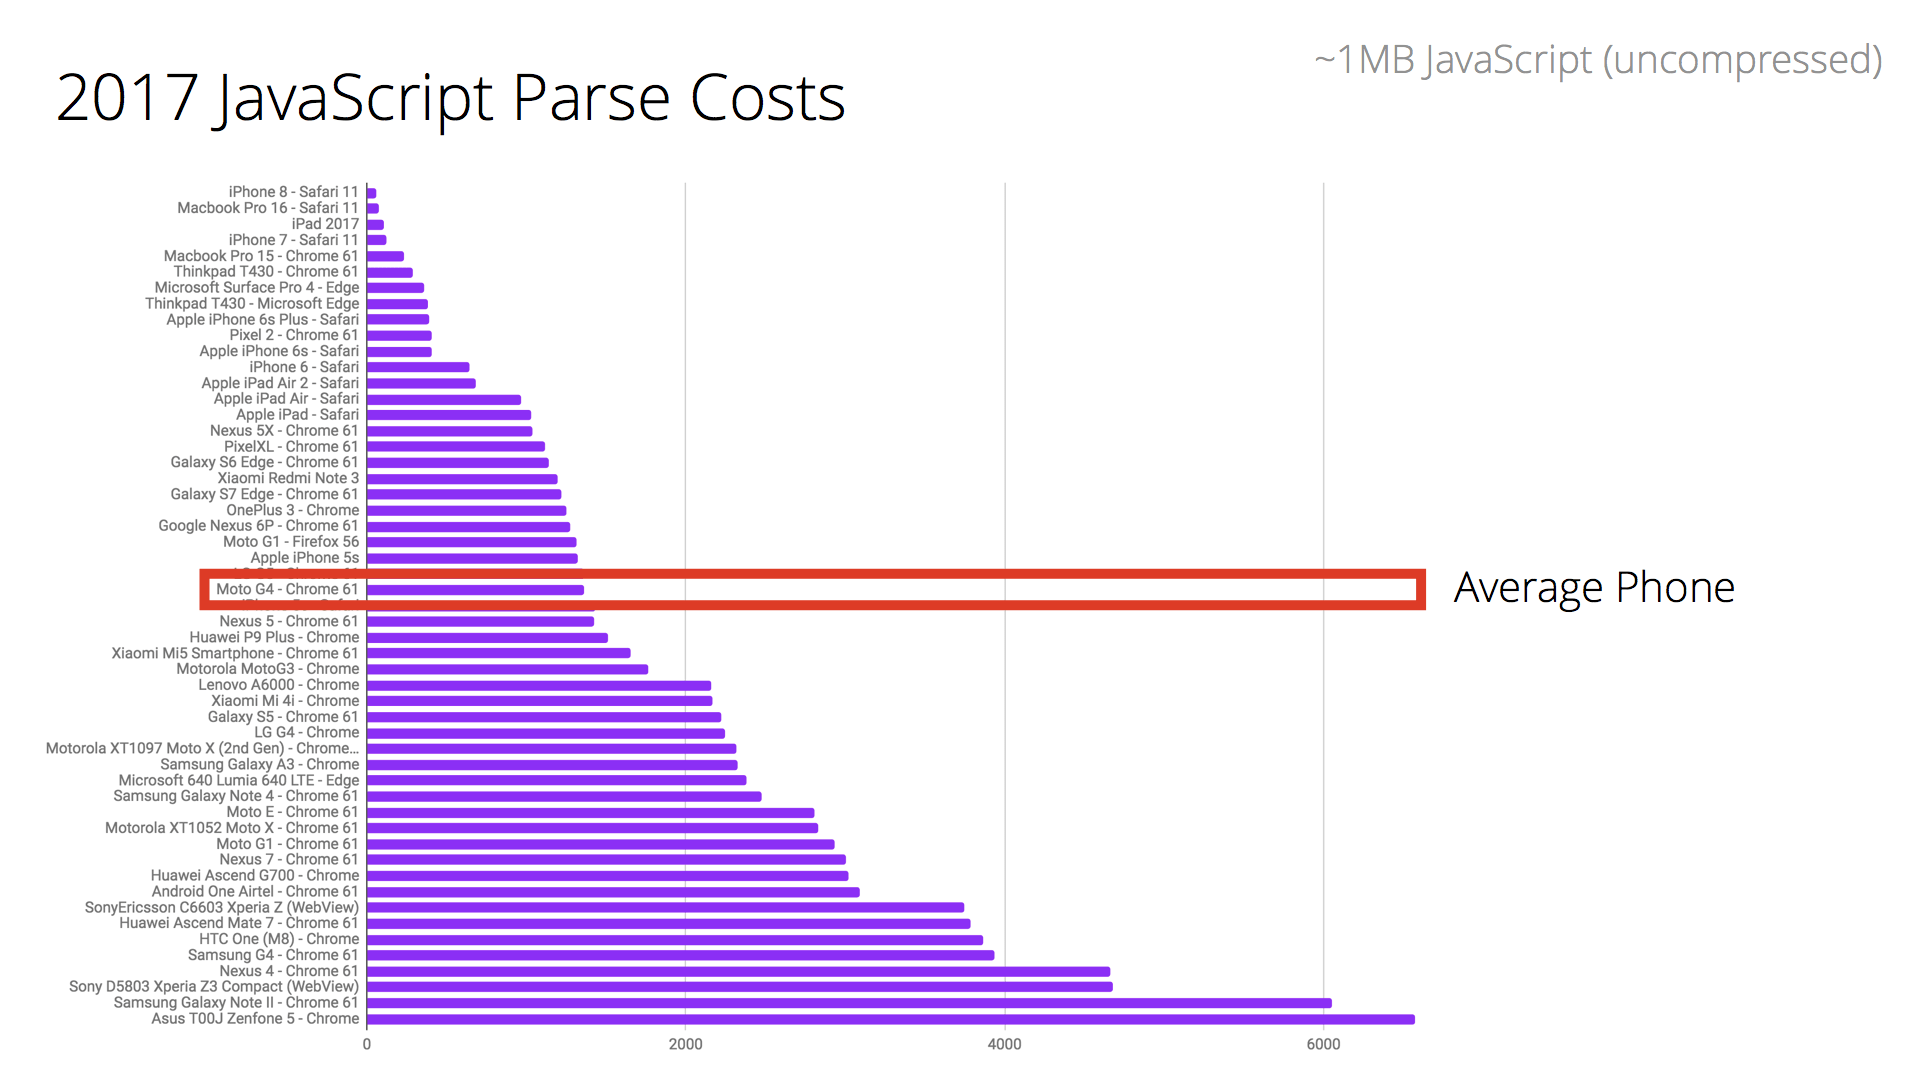 ~1MB JavaScript (uncompressed)
2017 JavaScript Parse Costs
iPhone 8 - Safari 11
Macbook Pro 16 - Safari 11
iPad 2017
iPhone 7 - Safari 11
Macbook Pro 15 - Chrome 61
Thinkpad T430 - Chrome 61
Microsoft Surface Pro 4 - Edge
Thinkpad T430 - Microsoft Edge
Apple iPhone 6s Plus - Safari
Pixel 2 - Chrome 61
Apple iPhone 6s - Safari
iPhone 6 - Safari
Apple iPad Air 2 - Safari
Apple iPad Air - Safari
Apple iPad - Safari
Nexus 5X - Chrome 61
PixelXL - Chrome 61
Galaxy S6 Edge - Chrome 61
Xiaomi Redmi Note 3
Galaxy S7 Edge - Chrome 61
OnePlus 3 - Chrome
Google Nexus 6P - Chrome 61
Moto G1 - Firefox 56
Apple iPhone 5s
Moto G4 - Chrome 61
Average Phone
Nexus 5 - Chrome 61
Huawei P9 Plus - Chrome
Xiaomi Mi5 Smartphone - Chrome 61
Motorola MotoG3 - Chrome
Lenovo A6000 - Chrome
Xiaomi Mi 4i - Chrome
Galaxy S5 - Chrome 61
LG G4 - Chrome
Motorola XT1097 Moto X (2nd Gen) - Chrome...
Samsung Galaxy A3 - Chrome
Microsoft 640 Lumia 640 LTE - Edge
Samsung Galaxy Note 4 - Chrome 61
Moto E - Chrome 61
Motorola XT1052 Moto X - Chrome 61
Moto G1 - Chrome 61
Nexus 7 - Chrome 61
Huawei Ascend G700 - Chrome
Android One Airtel - Chrome 61
SonyEricsson C6603 Xperia Z (WebView)
Huawei Ascend Mate 7 - Chrome 61
HTC One (M8) - Chrome
Samsung G4 - Chrome 61
Nexus 4 - Chrome 61
Sony D5803 Xperia Z3 Compact (WebView)
Samsung Galaxy Note II - Chrome 61
Asus T00J Zenfone 5 - Chrome
0 2000 4000 6000